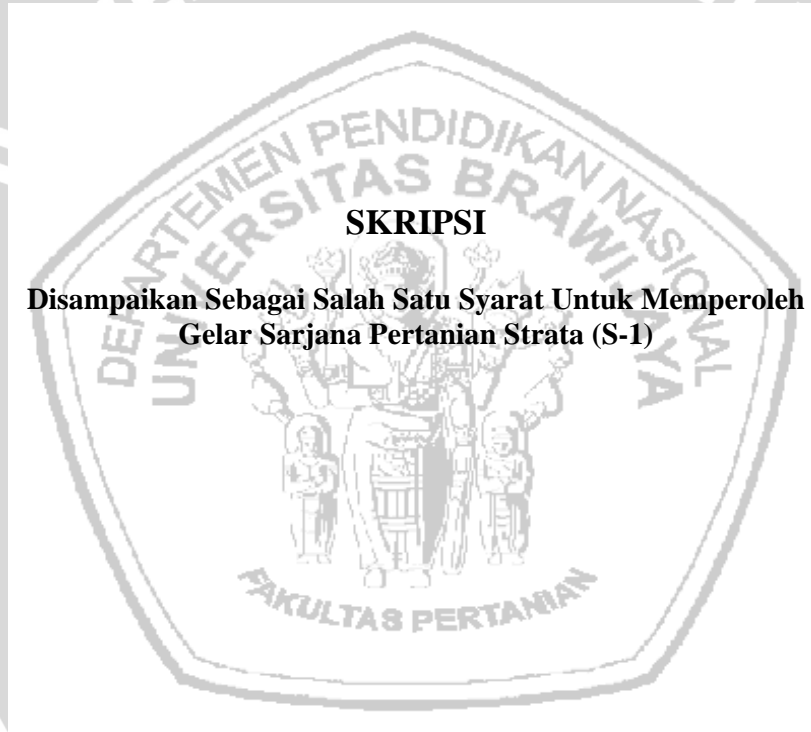 DEPARTEMEN PENDIDIKAN NASIONAL
UNIVERSITAS BRAWIJAYA
SKRIPSI
Disampaikan Sebagai Salah Satu Syarat Untuk Memperoleh
Gelar Sarjana Pertanian Strata (S-1)
FAKULTAS PERTANIAN